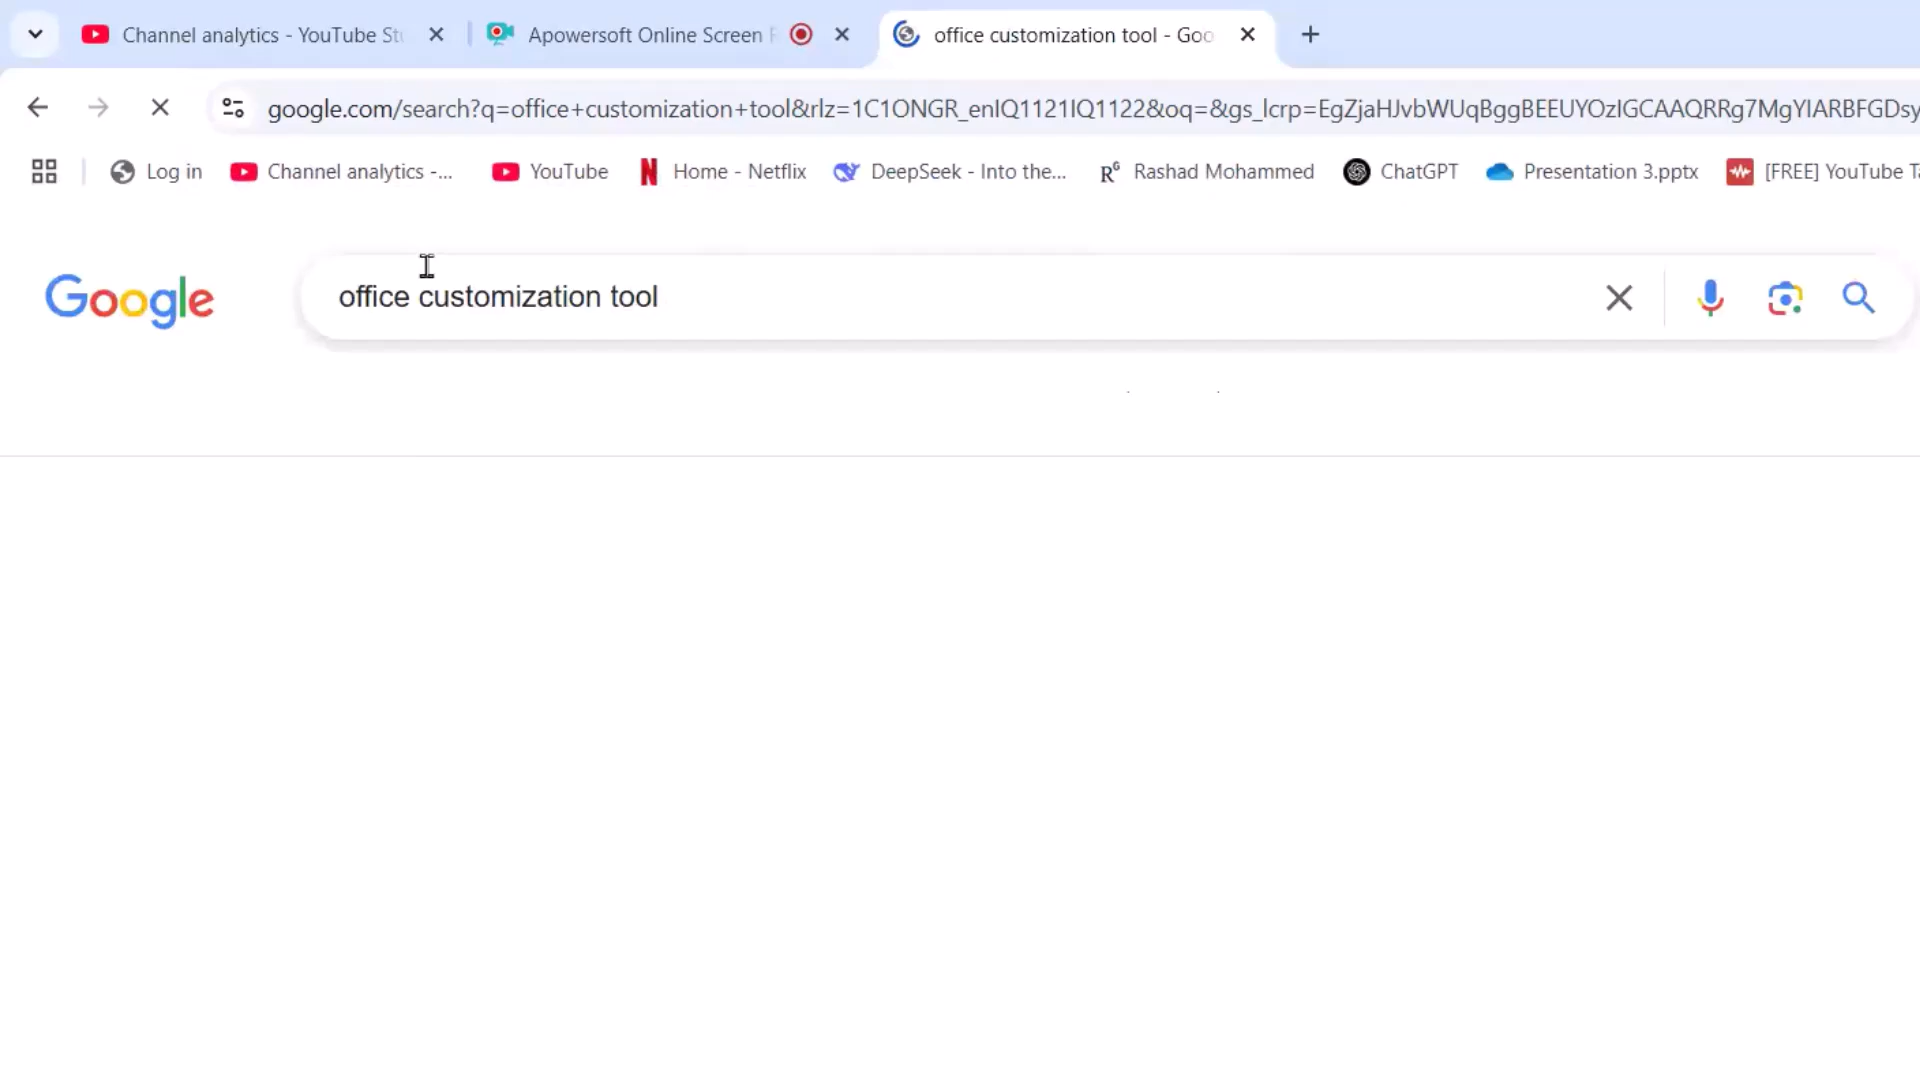 Channel analytics - YouTube Stu
Apowersoft Online Screen R
office customization tool - Goo
google.com/search?q=office+customization+tool&rlz=1C1ONGR_enIQ1121IQ1122&oq=&gs_lcrp=EgZjaHJvbWUqBggBEEUYOzIGCAAQRRg7MgYIARBFGDsy
Log in
Channel analytics -...
YouTube
Home - Netflix
DeepSeek - Into the...
Rashad Mohammed
ChatGPT
Presentation 3.pptx
[FREE] YouTube Ta
Google
office customization tool